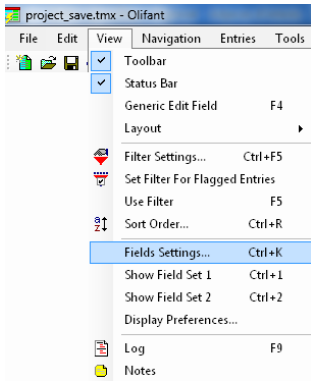 project_save.tmx - Olifant
File Edit View Navigation Entries Tools
Toolbar
Status Bar
Generic Edit Field F4
Layout
Filter Settings... Ctrl+F5
Set Filter For Flagged Entries
Use Filter F5
Sort Order... Ctrl+R
Fields Settings... Ctrl+K
Show Field Set 1 Ctrl+1
Show Field Set 2 Ctrl+2
Display Preferences...
Log F9
Notes